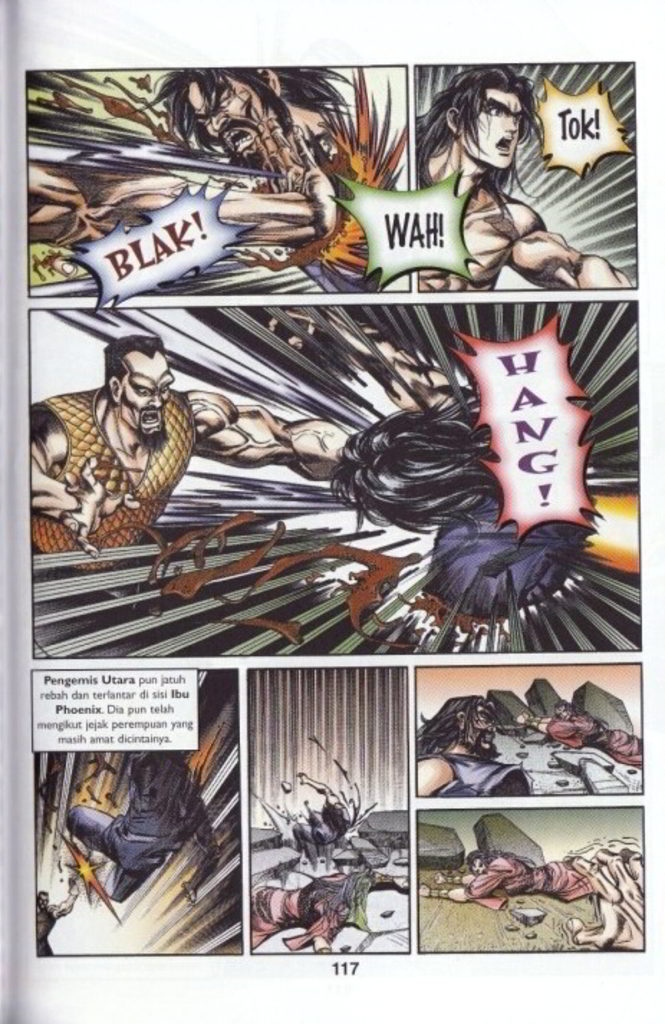 BLAK!
WAH!
TOK!
HANG!
Pengemis Utara pun jatuh
rebah dan terlantar di sisi Ibu
Phoenix. Dia pun telah
mengikut jejak perempuan yang
masih amat dicintainya.
117